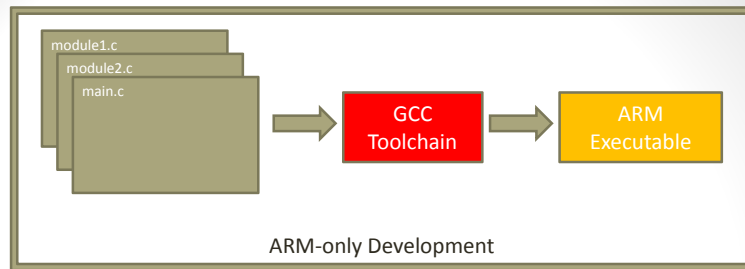 module1.c
module2.c
main.c
GCC
Toolchain
ARM
Executable
ARM-only Development